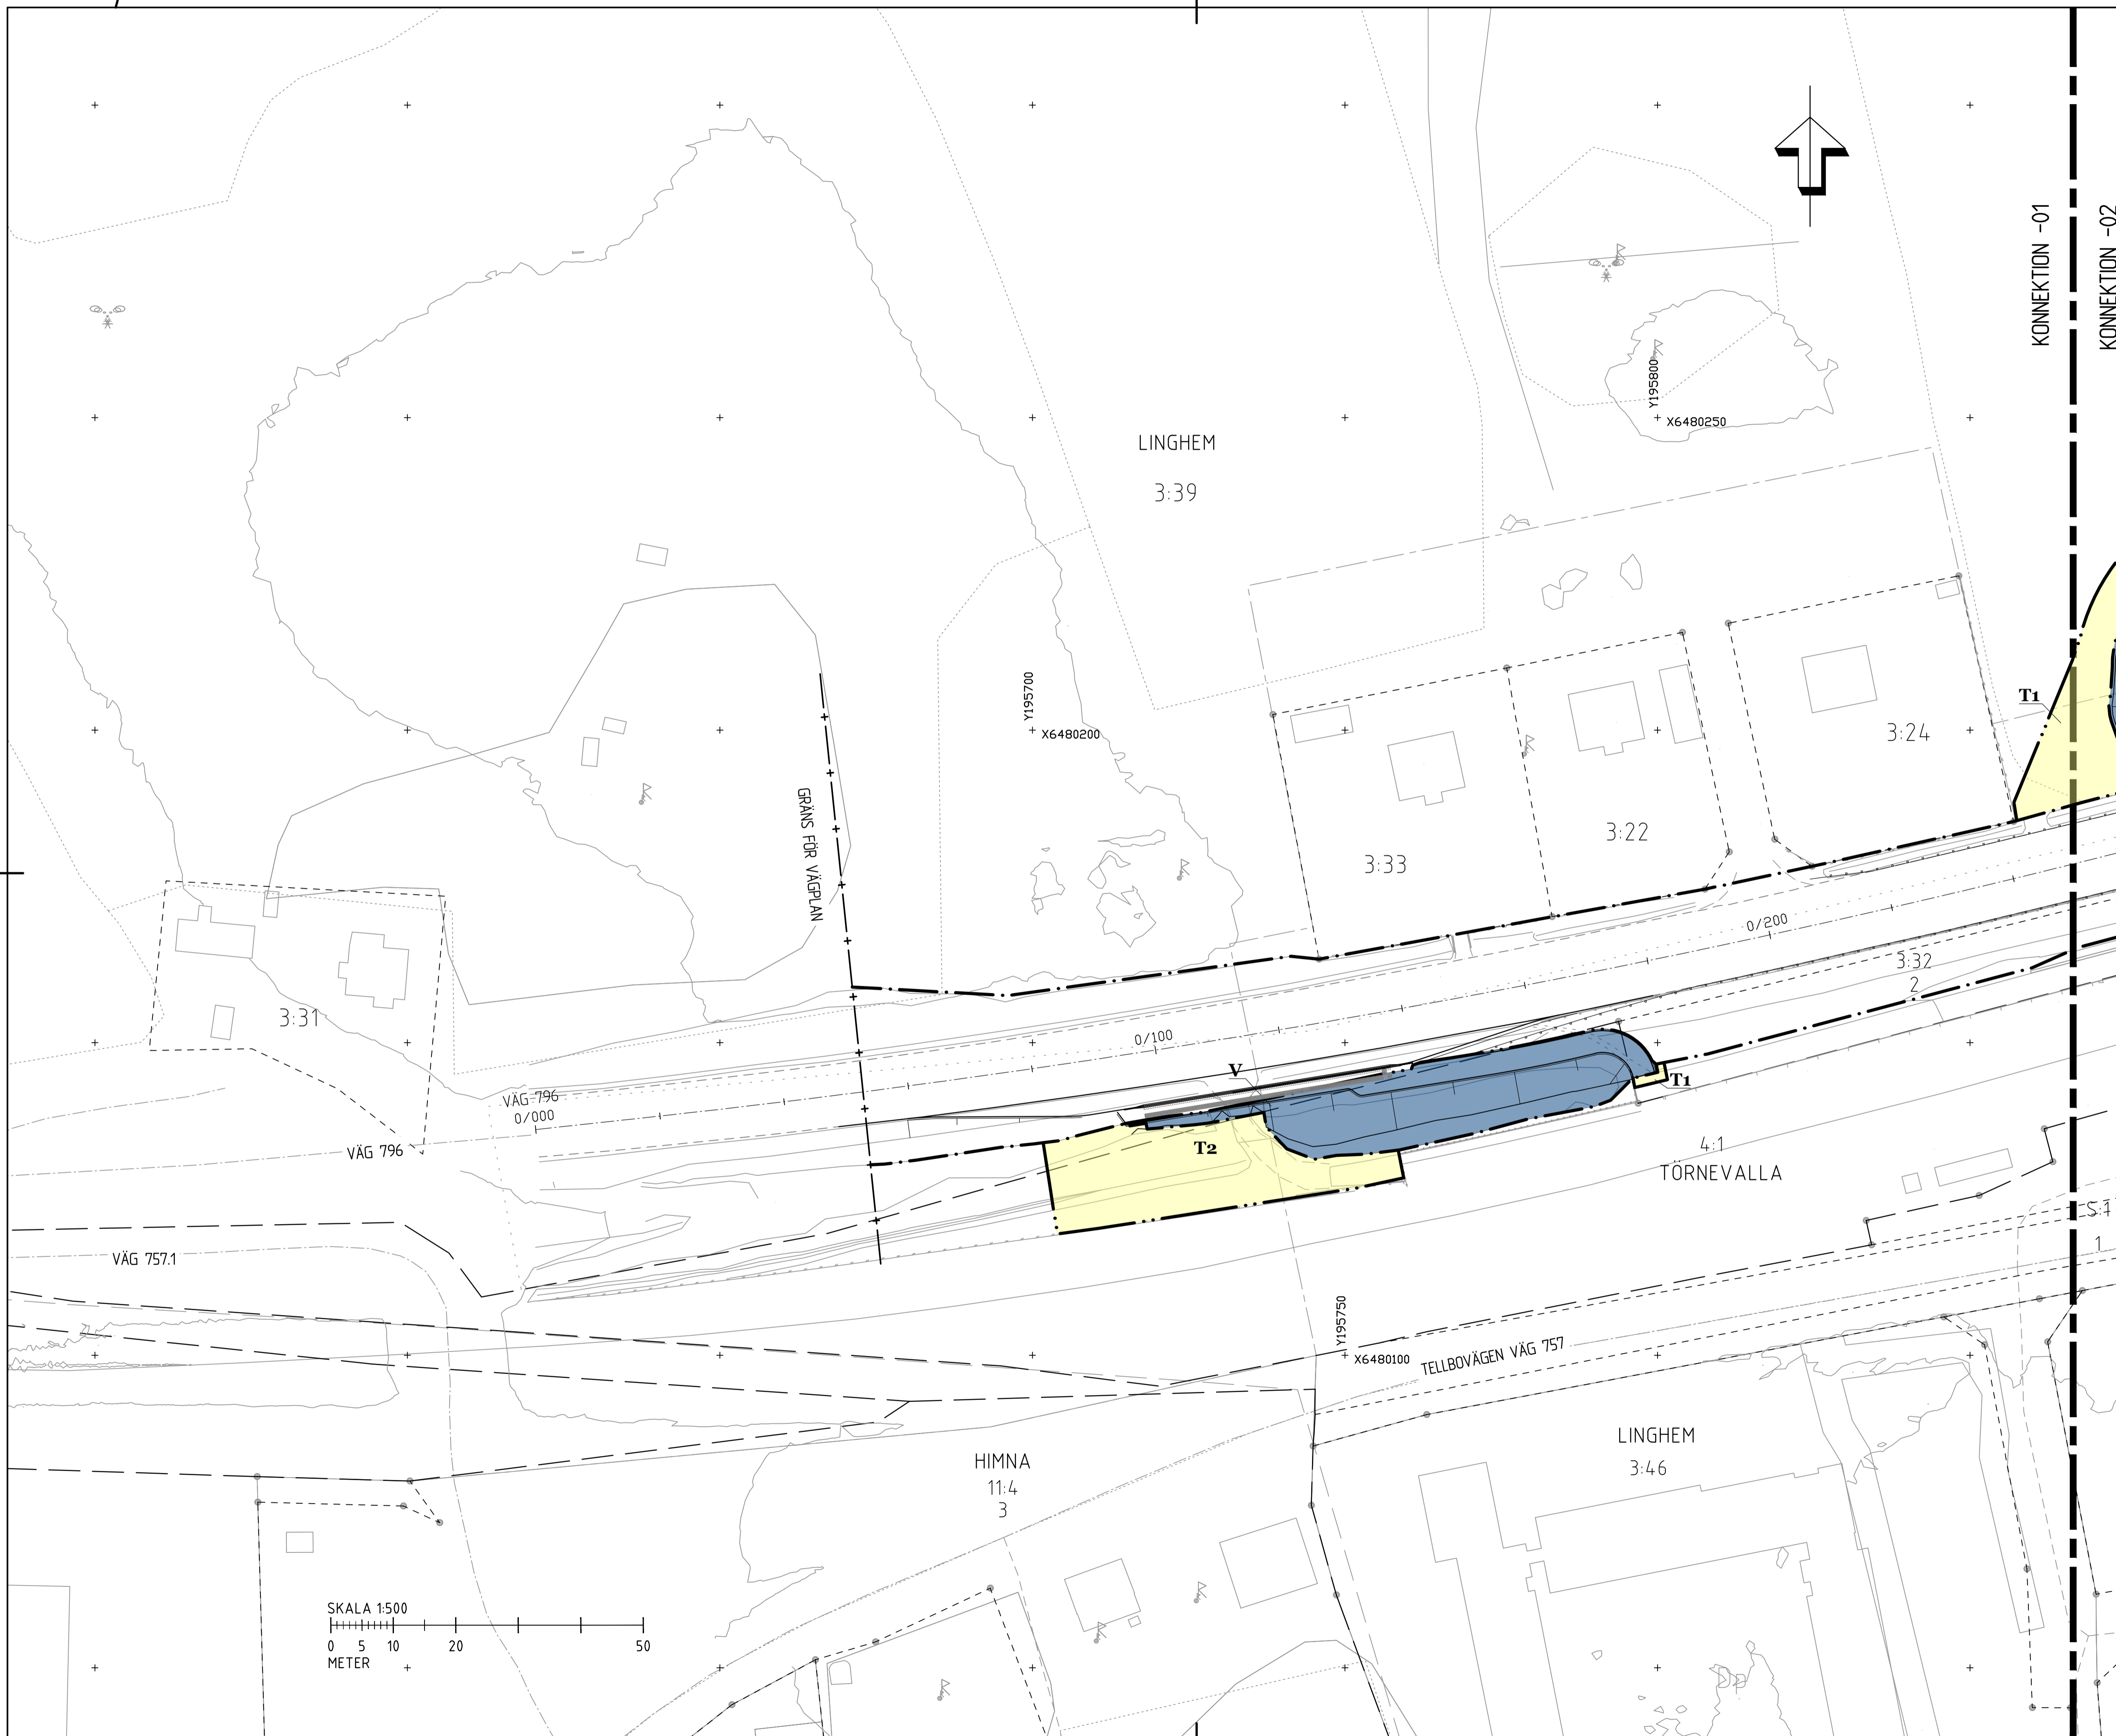 KONNEKTION -01
KONNEKTION -02
Y195800
X6480250
LINGHEM
3:39
Y195700
X6480200
T1
3:24
GRÄNS FÖR VÄGPLAN
3:22
3:33
0/200
3:32
2
3:31
0/100
V
T1
VÄG 796
0/000
T2
4:1
TÖRNEVALLA
VÄG 796
S:1
1
VÄG 757.1
Y195750
X6480100
TELLBOVÄGEN VÄG 757
LINGHEM
3:46
HIMNA
11:4
3
SKALA 1:500
0 5 10 20 50
METER